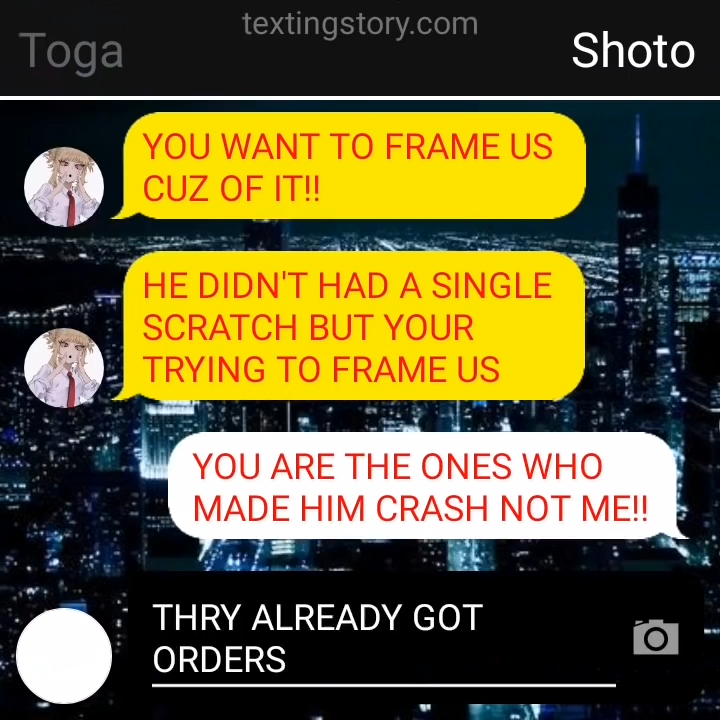 textingstory.com
Toga
Shoto
YOU WANT TO FRAME US
CUZ OF IT!!
HE DIDN'T HAD A SINGLE
SCRATCH BUT YOUR
TRYING TO FRAME US
YOU ARE THE ONES WHO
MADE HIM CRASH NOT ME!!
THRY ALREADY GOT
ORDERS